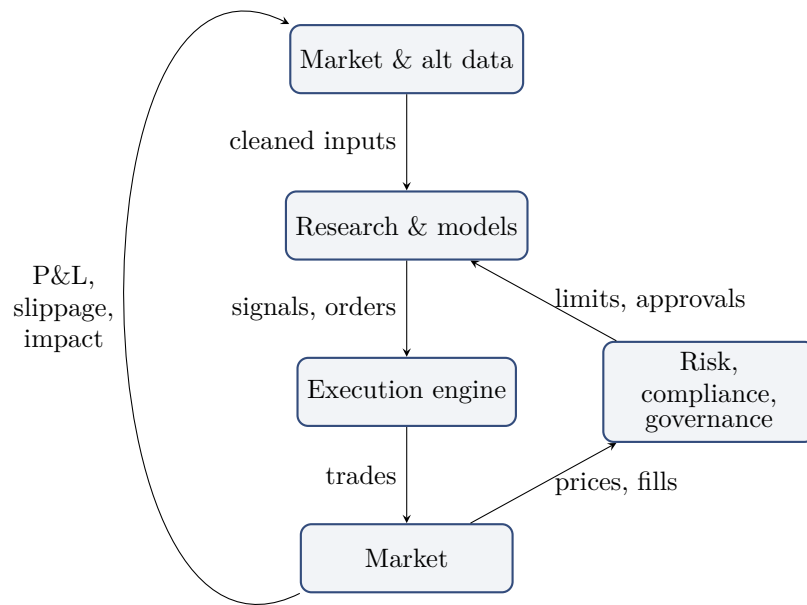 Market & alt data
cleaned inputs
Research & models
P&L,
slippage,
impact
signals, orders
limits, approvals
Execution engine
Risk,
compliance,
governance
trades
prices, fills
Market